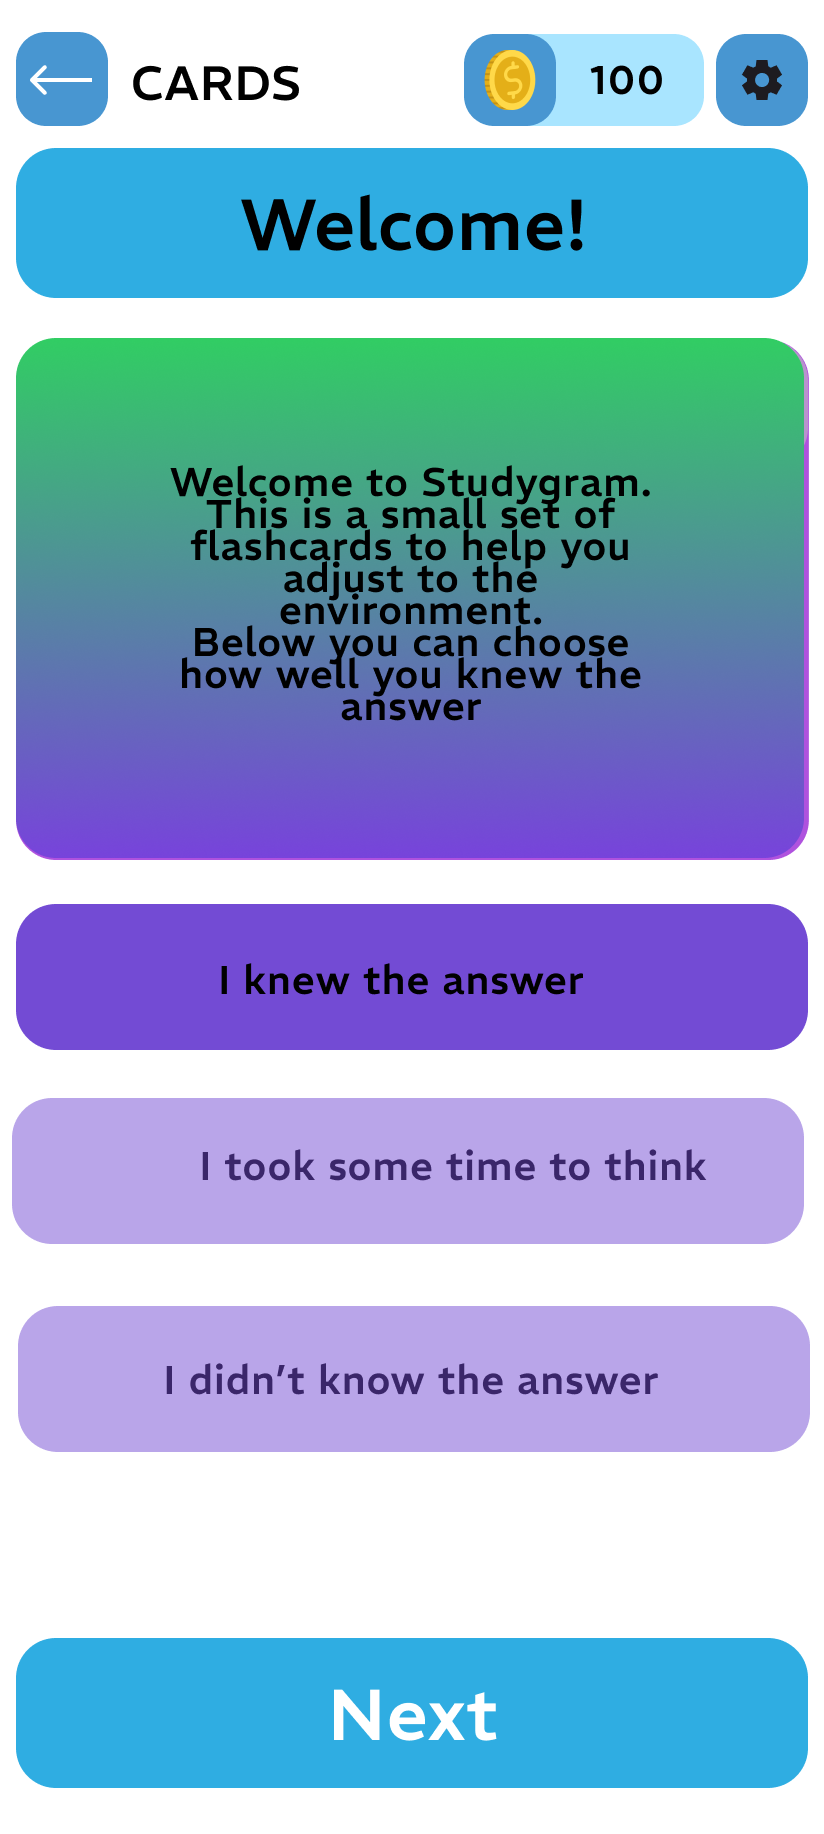 CARDS
100
Welcome!
Welcome to Studygram.
This is a small set of
flashcards to help you
adjust to the
environment.
Below you can choose
how well you knew the
answer
I knew the answer
I took some time to think
I didn’t know the answer
Next